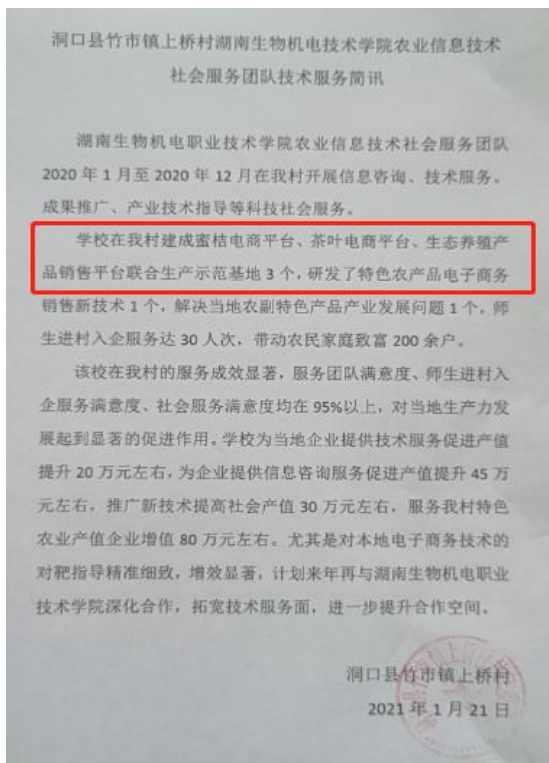 洞口县竹市镇上桥村湖南生物机电技术学院农业信息技术
社会服务团队技术服务简讯
湖南生物机电职业技术学院农业信息技术社会服务团队
2020 年 1 月至 2020 年 12 月在我村开展信息咨询、技术服务、
成果推广、产业技术指导等科技社会服务。
学校在我村建成蜜桔电商平台、茶叶电商平台、生态养殖产
品销售平台联合生产示范基地 3 个，研发了特色农产品电子商务
销售新技术 1 个，解决当地农副特色产品产业发展问题 1 个，师
生进村入企服务达 30 人次，带动农民家庭致富 200 余户。
该校在我村的服务成效显著，服务团队满意度、师生进村入
企服务满意度、社会服务满意度均在 95%以上，对当地生产力发
展起到显著的促进作用。学校为当地企业提供技术服务促进产值
提升 20 万元左右，为企业提供信息咨询服务促进产值提升 45 万
元左右，推广新技术提高社会产值 30 万元左右，服务我村特色
农业产值企业增值 80 万元左右。尤其是对本地电子商务技术的
对靶指导精准细致，增效显著，计划来年再与湖南生物机电职业
技术学院深化合作，拓宽技术服务面，进一步提升合作空间。
洞口县竹市镇上桥村
2021 年 1 月 21 日